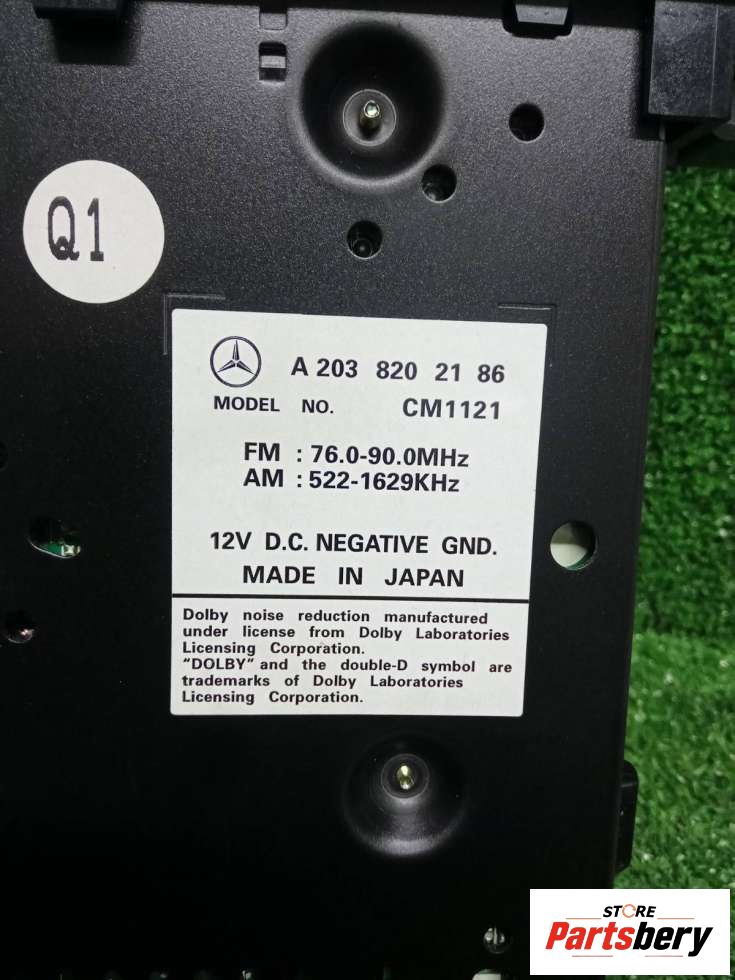 Q1
A 203 820 2186
MODEL NO. CM1121
FM : 76.0-90.0MHz
AM : 522-1629KHz
12V D.C. NEGATIVE GND.
MADE IN JAPAN
Dolby noise reduction manufactured
under license from Dolby Laboratories
Licensing Corporation.
"DOLBY" and the double-D symbol are
trademarks of Dolby Laboratories
Licensing Corporation.
STORE
Partsbery